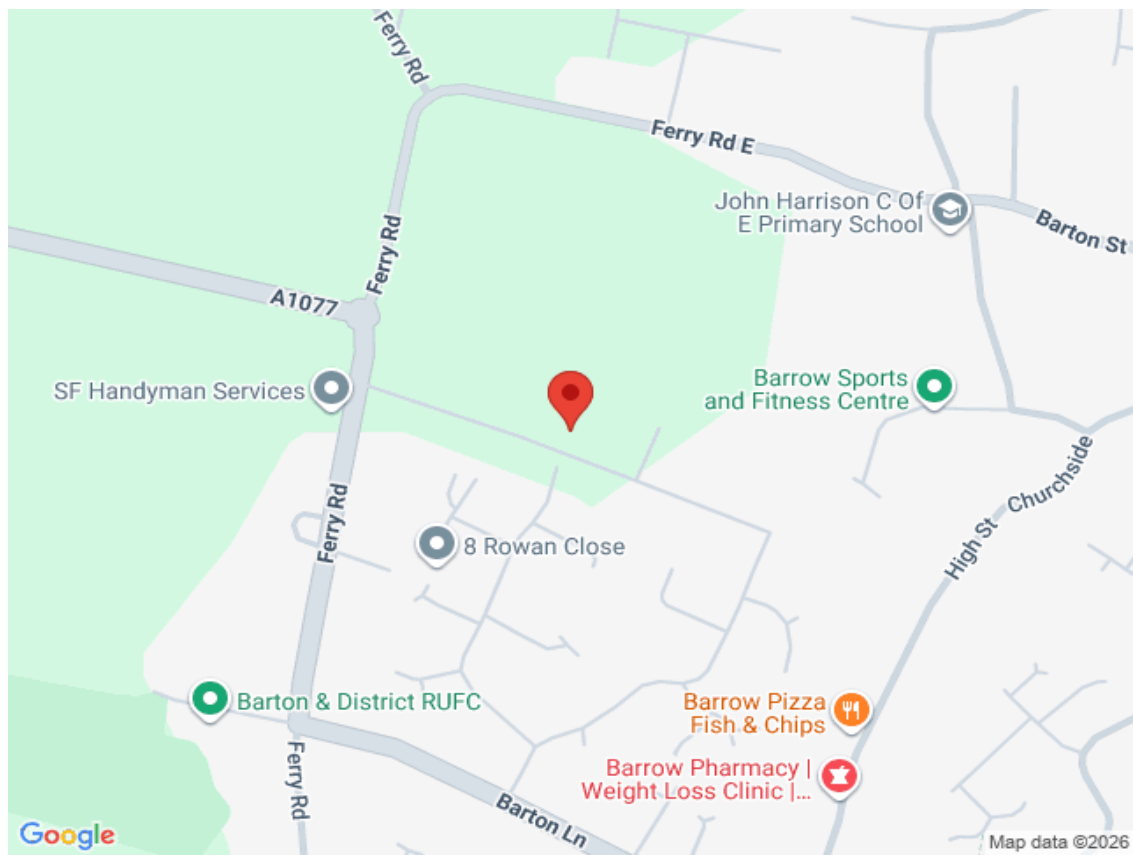 Ferry Rd
Ferry Rd E
John Harrison C Of
E Primary School
Barton St
Ferry Rd
A1077
SF Handyman Services
Barrow Sports
and Fitness Centre
Churchside
High St
Ferry Rd
8 Rowan Close
Barton & District RUFC
Barrow Pizza
Fish & Chips
Ferry Rd
Barrow Pharmacy |
Weight Loss Clinic |...
Barton Ln
Google
Map data ©2026